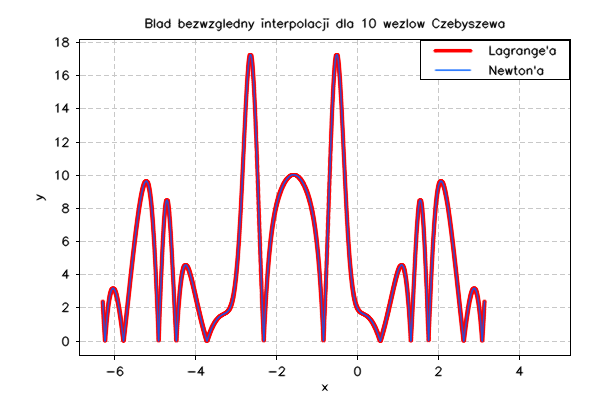 Blad bezwzgledny interpolacji dla 10 wezlow Czebyszewa
Lagrange'a
Newton'a
18
16
14
12
10
8
6
4
2
0
y
−6 −4 −2 0 2 4
x